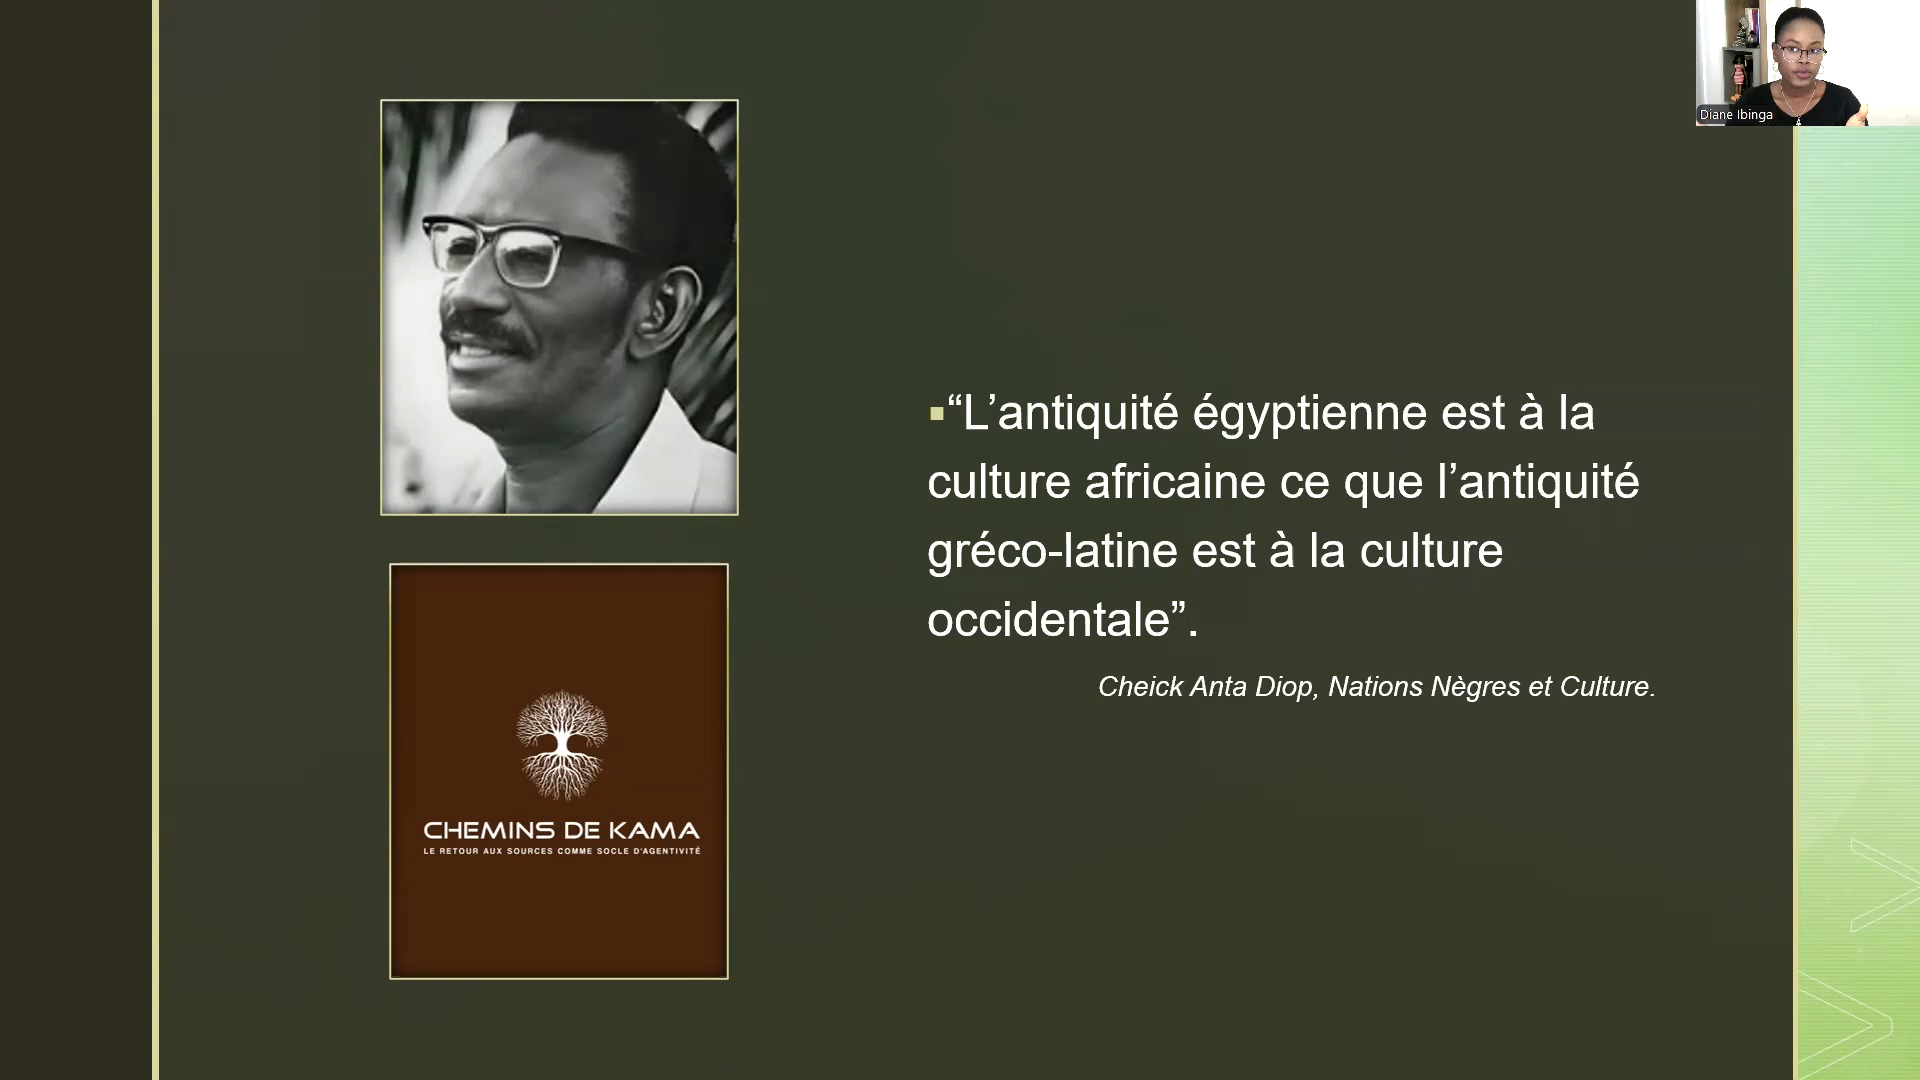 Diane Ibinga
“L’antiquité égyptienne est à la
culture africaine ce que l’antiquité
gréco-latine est à la culture
occidentale”.
Cheick Anta Diop, Nations Nègres et Culture.
CHEMINS DE KAMA
LE RETOUR AUX SOURCES COMME SOCLE D’AGENTIVITÉ